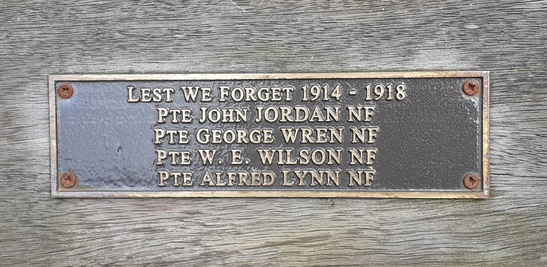 LEST WE FORGET 1914 - 1918
PTE JOHN JORDAN NF
PTE GEORGE WREN NF
PTE W. E. WILSON NF
PTE ALFRED LYNN NF